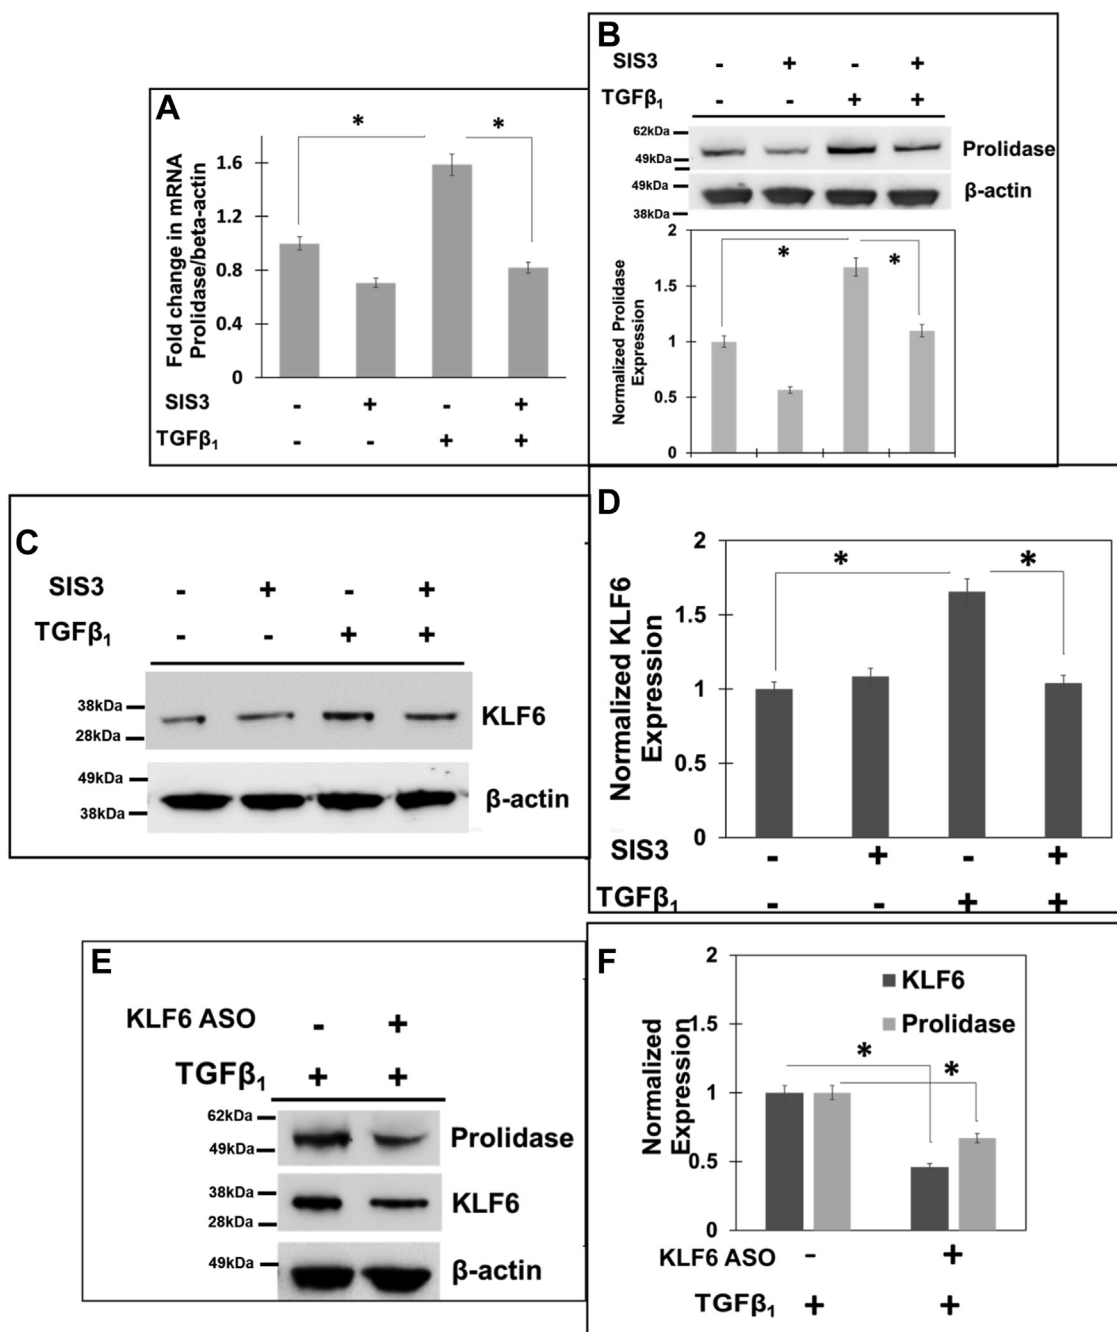 A
*
*
Fold change in mRNA
Prolidase/beta-actin
1.6
1.2
0.8
0.4
0
SIS3 - + - +
TGFβ1 - - + +
B
SIS3 - + - +
TGFβ1 - - + +
62kDa
49kDa
Prolidase
49kDa
38kDa
β-actin
Normalized Prolidase
Expression
2
1.5
1
0.5
0
*
*
C
SIS3 - + - +
TGFβ1 - - + +
38kDa
28kDa
KLF6
49kDa
38kDa
β-actin
D
Normalized KLF6
Expression
2
1.5
1
0.5
0
*
*
SIS3 - + - +
TGFβ1 - - + +
E
KLF6 ASO - +
TGFβ1 + +
62kDa
49kDa
Prolidase
38kDa
28kDa
KLF6
49kDa
β-actin
F
Normalized
Expression
2
1.5
1
0.5
0
KLF6
Prolidase
*
*
KLF6 ASO - +
TGFβ1 + +